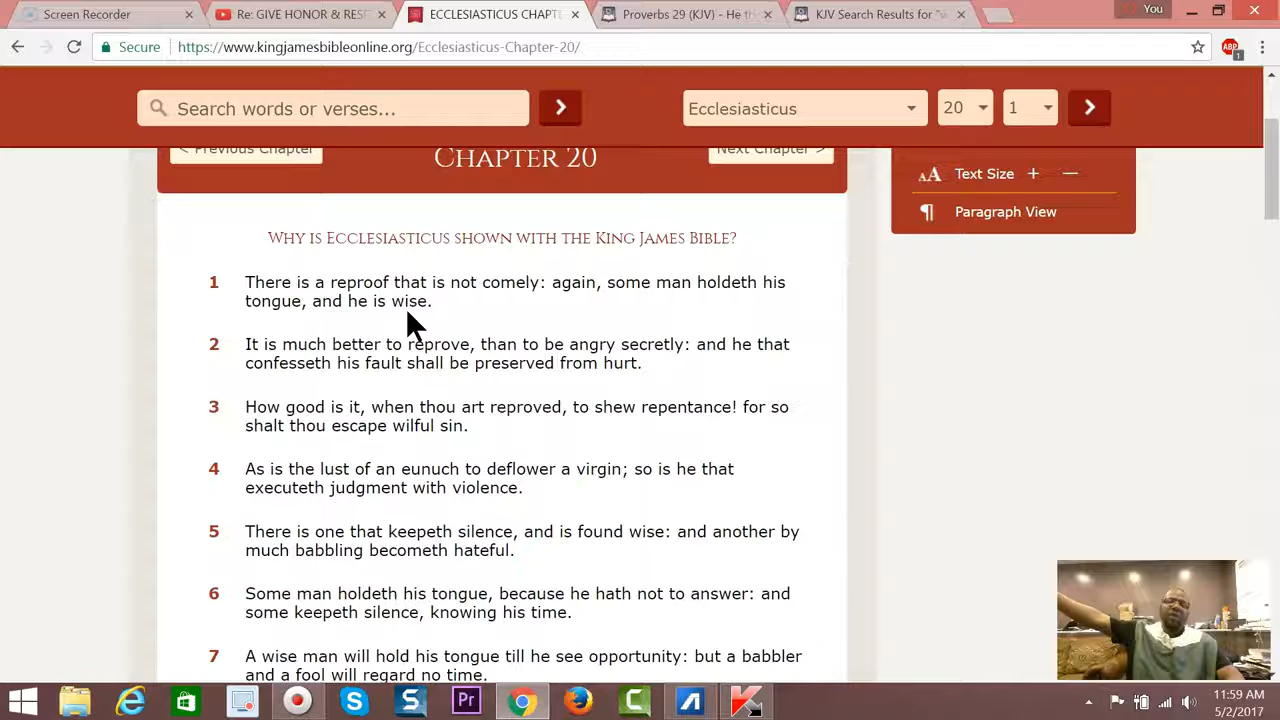 Screen Recorder
Re: GIVE HONOR & RES
ECCLESIASTICUS CHAPT
Proverbs 29 (KJV) - He th
KJV Search Results for "w
You
Secure
https://www.kingjamesbibleonline.org/Ecclesiasticus-Chapter-20/
ABP
1
Search words or verses...
Ecclesiasticus
20
1
< Previous Chapter
Chapter 20
Next Chapter >
AA Text Size + —
¶ Paragraph View
Why is Ecclesiasticus shown with the King James Bible?
1 There is a reproof that is not comely: again, some man holdeth his
tongue, and he is wise.
2 It is much better to reprove, than to be angry secretly: and he that
confesseth his fault shall be preserved from hurt.
3 How good is it, when thou art reproved, to shew repentance! for so
shalt thou escape wilful sin.
4 As is the lust of an eunuch to deflower a virgin; so is he that
executeth judgment with violence.
5 There is one that keepeth silence, and is found wise: and another by
much babbling becometh hateful.
6 Some man holdeth his tongue, because he hath not to answer: and
some keepeth silence, knowing his time.
7 A wise man will hold his tongue till he see opportunity: but a babbler
and a fool will regard no time.
Pr
11:59 AM
5/2/2017